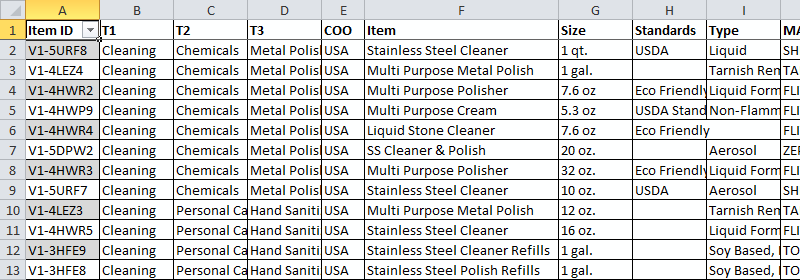 A B C D E F G H I
1 Item ID T1 T2 T3 COO Item Size Standards Type MA
2 V1-5URF8 Cleaning Chemicals Metal Polis USA Stainless Steel Cleaner 1 qt. USDA Liquid SH
3 V1-4LEZ4 Cleaning Chemicals Metal Polis USA Multi Purpose Metal Polish 1 gal. Tarnish Ren TA
4 V1-4HWR2 Cleaning Chemicals Metal Polis USA Multi Purpose Polisher 7.6 oz Eco Friendly Liquid Form FLI
5 V1-4HWP9 Cleaning Chemicals Metal Polis USA Multi Purpose Cream 5.3 oz USDA Stand Non-Flamm FLI
6 V1-4HWR4 Cleaning Chemicals Metal Polis USA Liquid Stone Cleaner 7.6 oz Eco Friendly FLI
7 V1-5DPW2 Cleaning Chemicals Metal Polis USA SS Cleaner & Polish 20 oz. Aerosol ZEP
8 V1-4HWR3 Cleaning Chemicals Metal Polis USA Multi Purpose Polisher 32 oz. Eco Friendly Liquid Form FLI
9 V1-5URF7 Cleaning Chemicals Metal Polis USA Stainless Steel Cleaner 10 oz. USDA Aerosol SH
10 V1-4LEZ3 Cleaning Personal Ca Hand Saniti USA Multi Purpose Metal Polish 12 oz. Tarnish Ren TA
11 V1-4HWR5 Cleaning Personal Ca Hand Saniti USA Stainless Steel Cleaner 16 oz. Liquid Form FLI
12 V1-3HFE9 Cleaning Personal Ca Hand Saniti USA Stainless Steel Cleaner Refills 1 gal. Soy Based, I TO
13 V1-3HFE8 Cleaning Personal Ca Hand Saniti USA Stainless Steel Polish Refills 1 gal. Soy Based, I TO